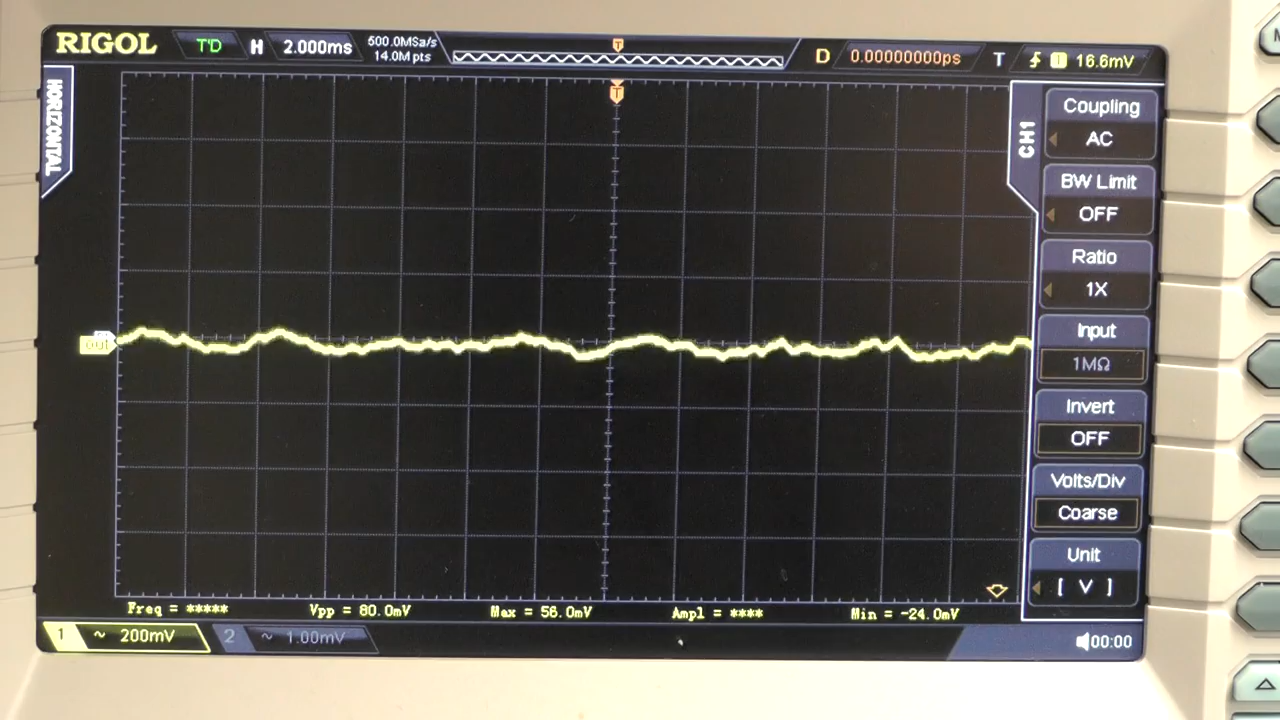 RIGOL T'D H 2.000ms 500.0MSa/s 14.0M pts D 0.00000000ps T 1 16.6mV
HORIZONTAL
T
T
CH1
Coupling
AC
BW Limit
OFF
Ratio
1X
Input
1MΩ
Invert
OFF
Volts/Div
Coarse
Unit
[ V ]
out
Freq = ***** Vpp = 80.0mV Max = 56.0mV Ampl = **** Min = -24.0mV
1 ~ 200mV 2 ~ 1.00mV 00:00